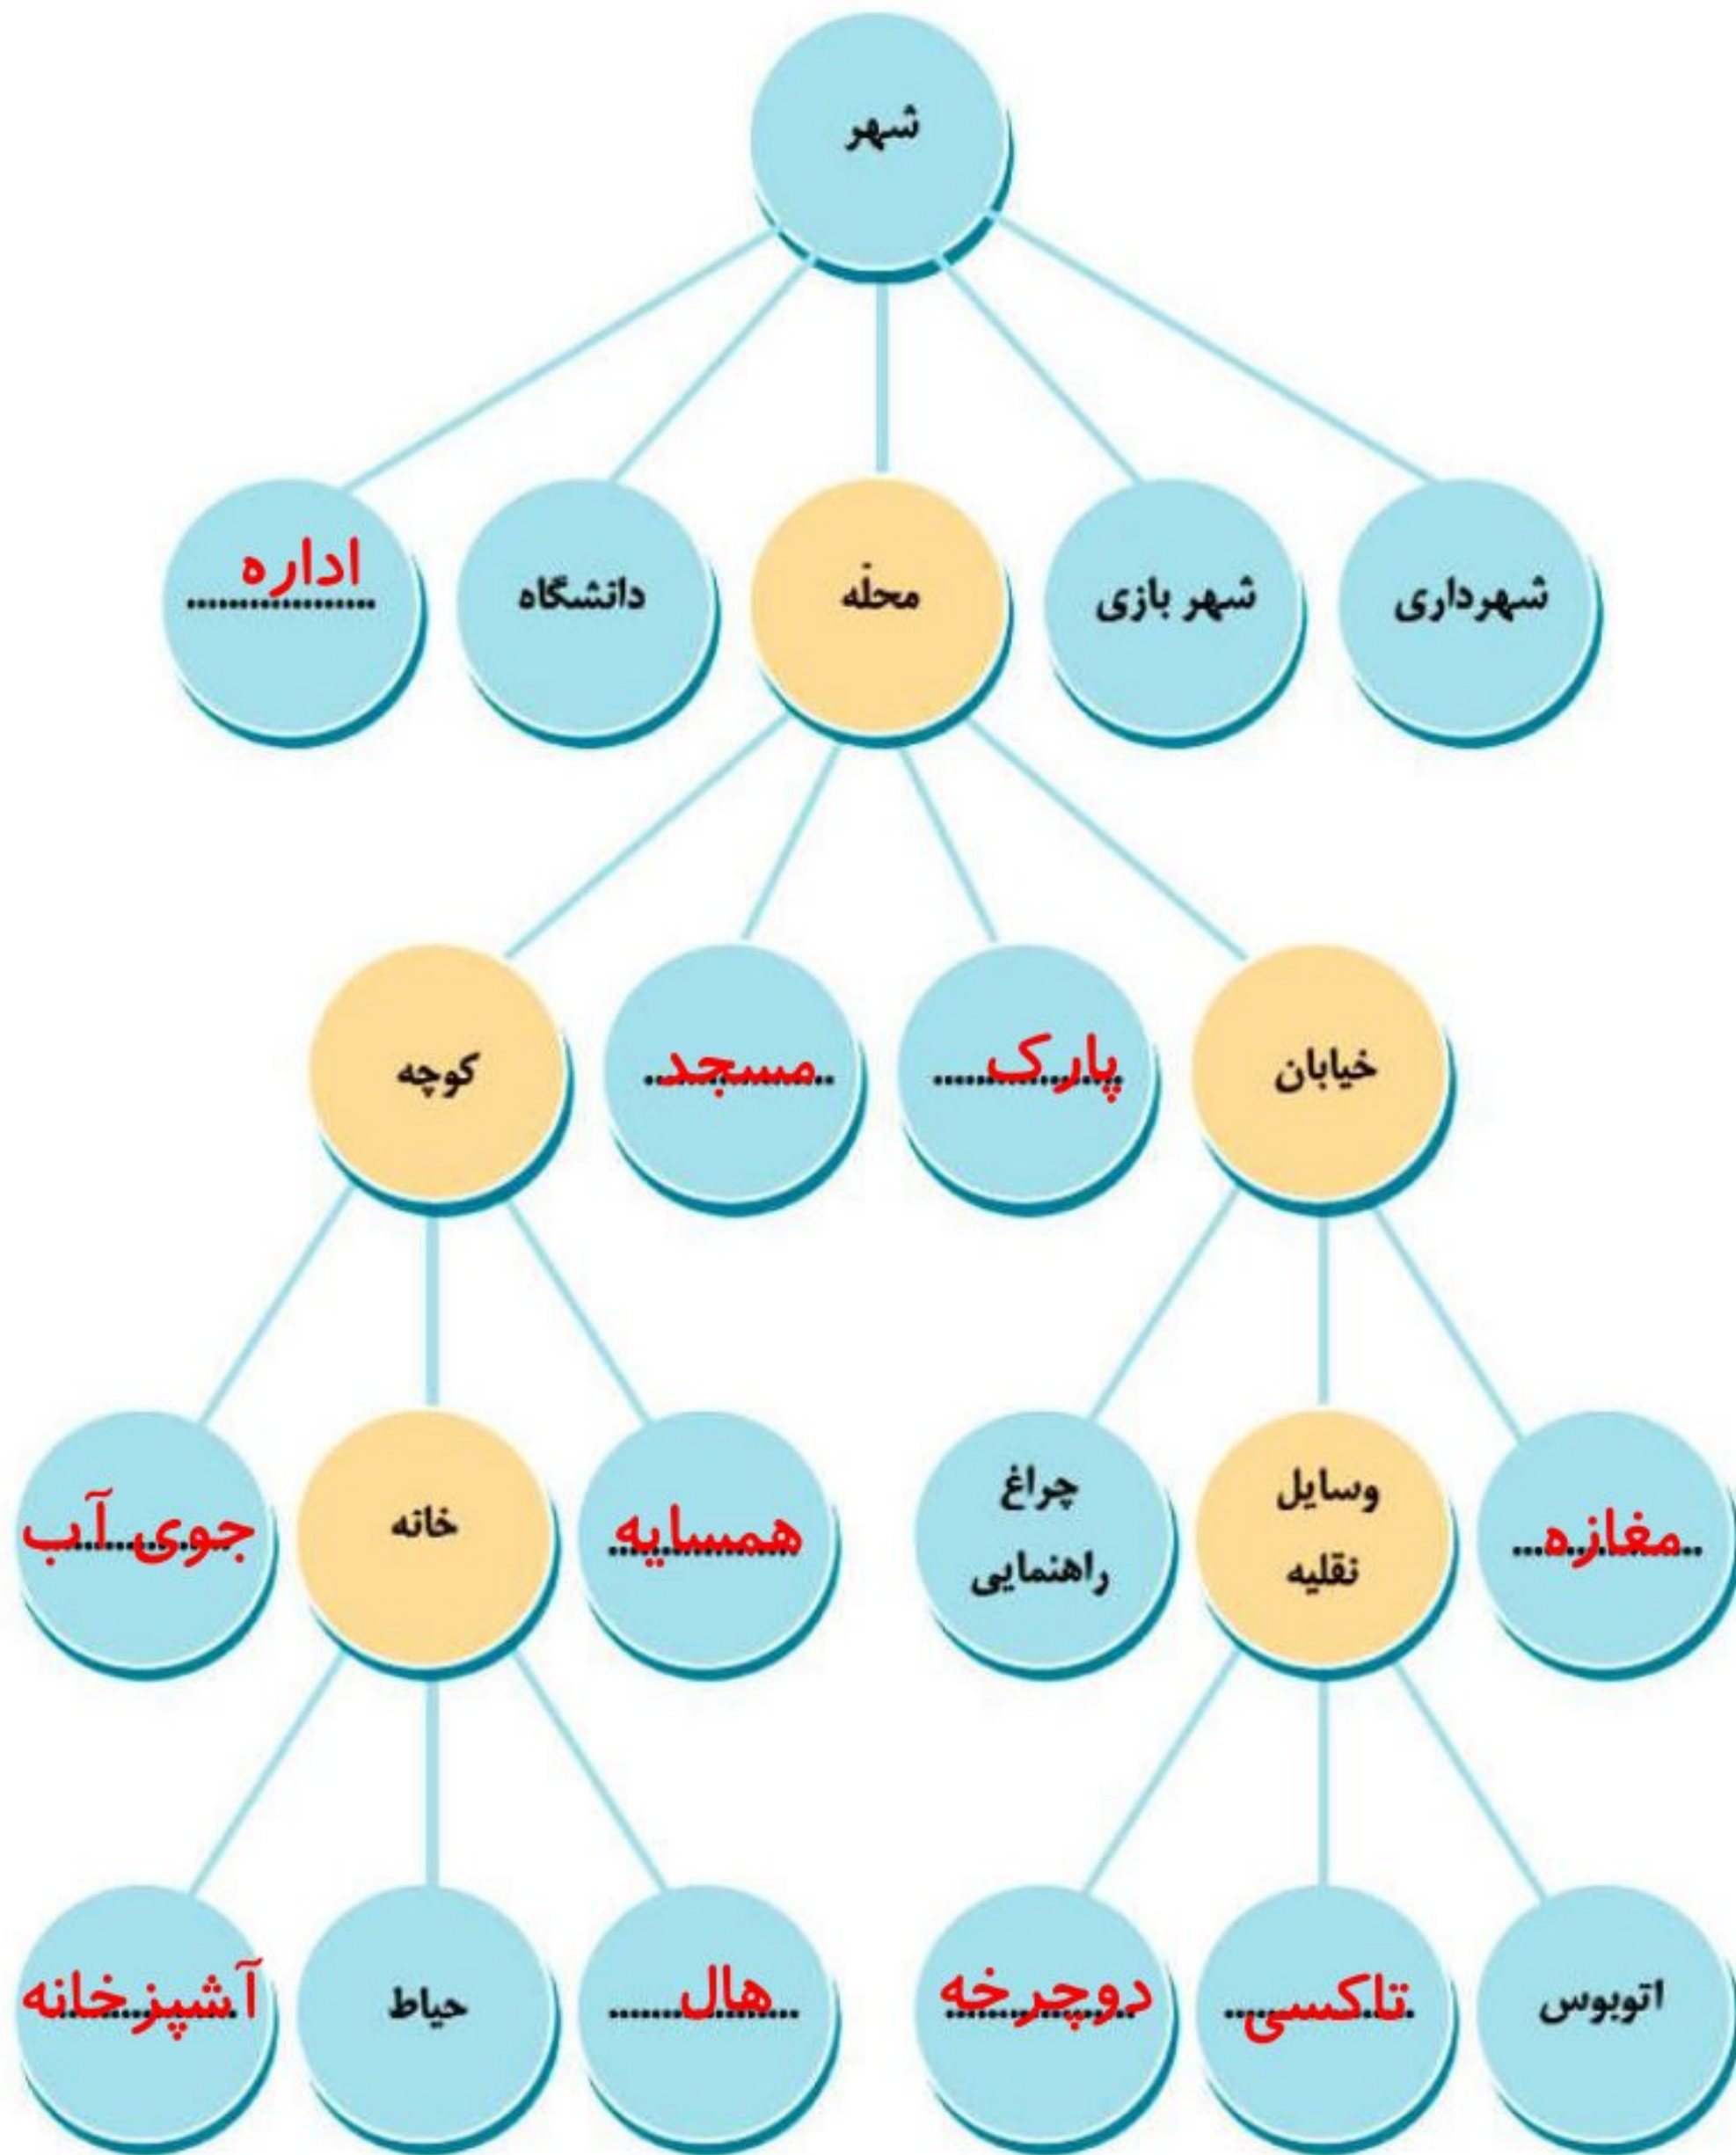 شهر
شهرداری
شهر بازی
محلّه
دانشگاه
اداره
خیابان
پارک
مسجد
کوچه
مغازه
وسایل
نقلیه
چراغ
راهنمایی
همسایه
خانه
جوی آب
اتوبوس
تاکسی
دوچرخه
هال
حیاط
آشپزخانه